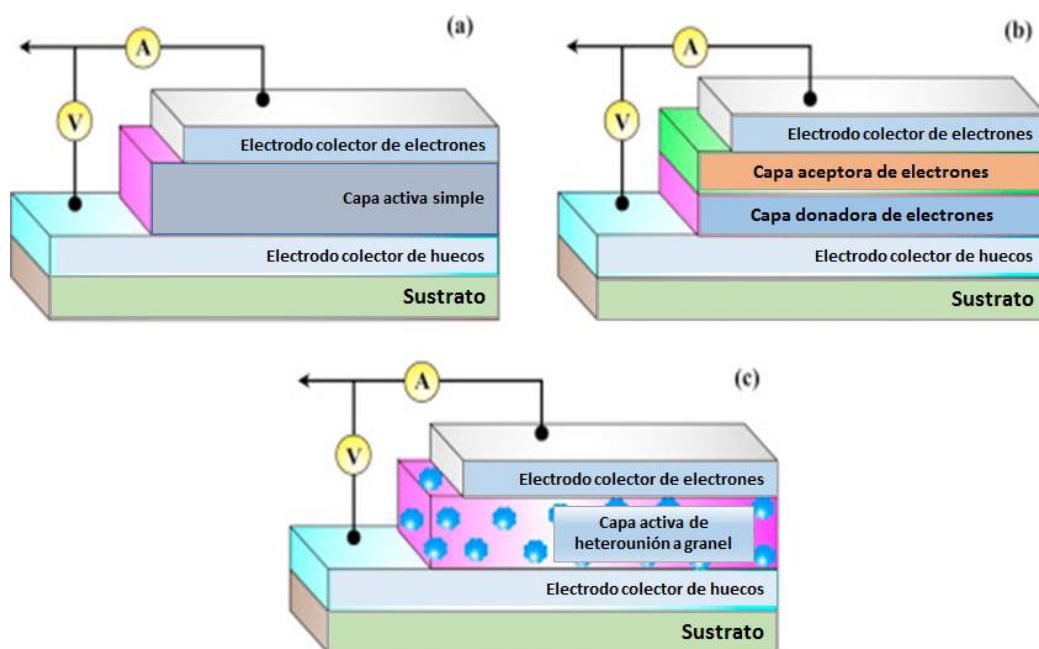 (a)
A
V
Electrodo colector de electrones
Capa activa simple
Electrodo colector de huecos
Sustrato
(b)
A
V
Electrodo colector de electrones
Capa aceptora de electrones
Capa donadora de electrones
Electrodo colector de huecos
Sustrato
(c)
A
V
Electrodo colector de electrones
Capa activa de
heterounión a granel
Electrodo colector de huecos
Sustrato